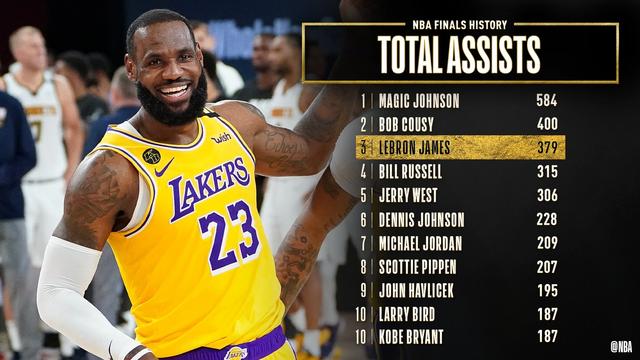 NBA FINALS HISTORY
TOTAL ASSISTS
1 MAGIC JOHNSON 584
2 BOB COUSY 400
3 LEBRON JAMES 379
4 BILL RUSSELL 315
5 JERRY WEST 306
6 DENNIS JOHNSON 228
7 MICHAEL JORDAN 209
8 SCOTTIE PIPPEN 207
9 JOHN HAVLICEK 195
10 LARRY BIRD 187
10 KOBE BRYANT 187
@NBA
wish
LAKERS
23